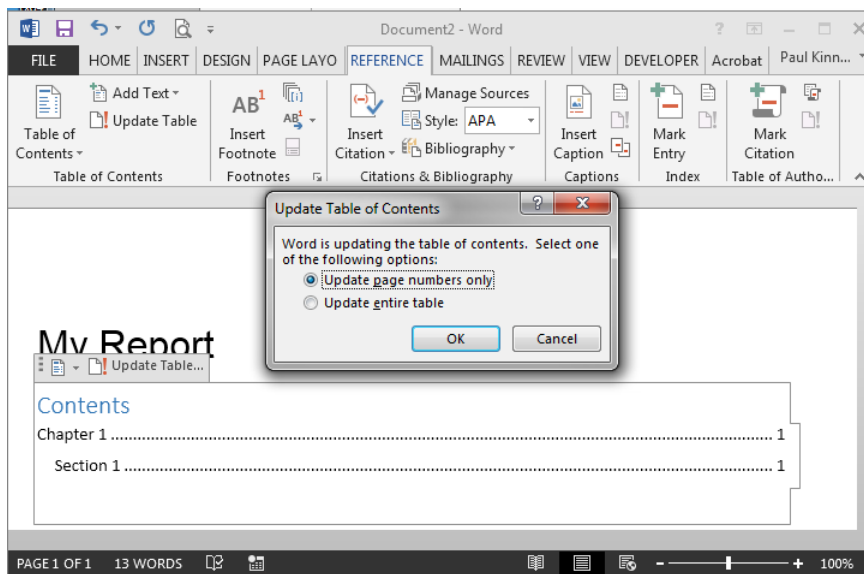 Document2 - Word
FILE HOME INSERT DESIGN PAGE LAYO REFERENCE MAILINGS REVIEW VIEW DEVELOPER Acrobat Paul Kinn...
Table of Contents
Add Text
Update Table
Table of Contents
AB1
Insert Footnote
AB1
Footnotes
Insert Citation
Manage Sources
Style: APA
Bibliography
Citations & Bibliography
Insert Caption
Captions
Mark Entry
Index
Mark Citation
Table of Autho...
Update Table of Contents
Word is updating the table of contents. Select one
of the following options:
Update page numbers only
Update entire table
OK Cancel
My Report
Update Table...
Contents
Chapter 1 ........ 1
Section 1 ........ 1
PAGE 1 OF 1 13 WORDS 100%